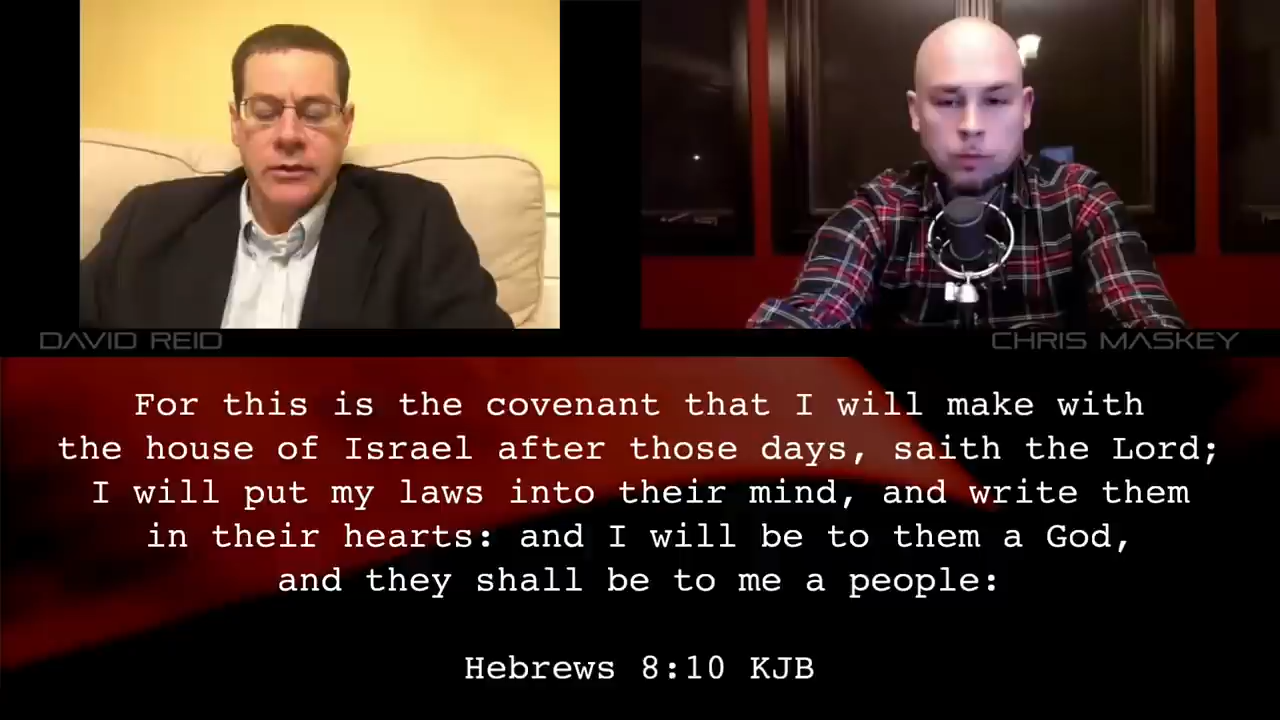 DAVID REID
CHRIS MASKEY
For this is the covenant that I will make with
the house of Israel after those days, saith the Lord;
I will put my laws into their mind, and write them
in their hearts: and I will be to them a God,
and they shall be to me a people:
Hebrews 8:10 KJB